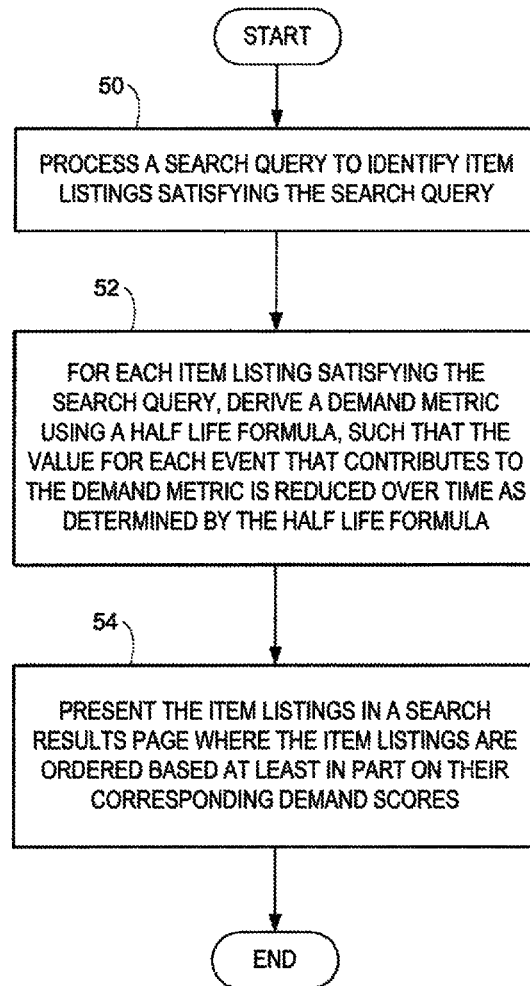 START
50
PROCESS A SEARCH QUERY TO IDENTIFY ITEM
LISTINGS SATISFYING THE SEARCH QUERY
52
FOR EACH ITEM LISTING SATISFYING THE
SEARCH QUERY, DERIVE A DEMAND METRIC
USING A HALF LIFE FORMULA, SUCH THAT THE
VALUE FOR EACH EVENT THAT CONTRIBUTES TO
THE DEMAND METRIC IS REDUCED OVER TIME AS
DETERMINED BY THE HALF LIFE FORMULA
54
PRESENT THE ITEM LISTINGS IN A SEARCH
RESULTS PAGE WHERE THE ITEM LISTINGS ARE
ORDERED BASED AT LEAST IN PART ON THEIR
CORRESPONDING DEMAND SCORES
END